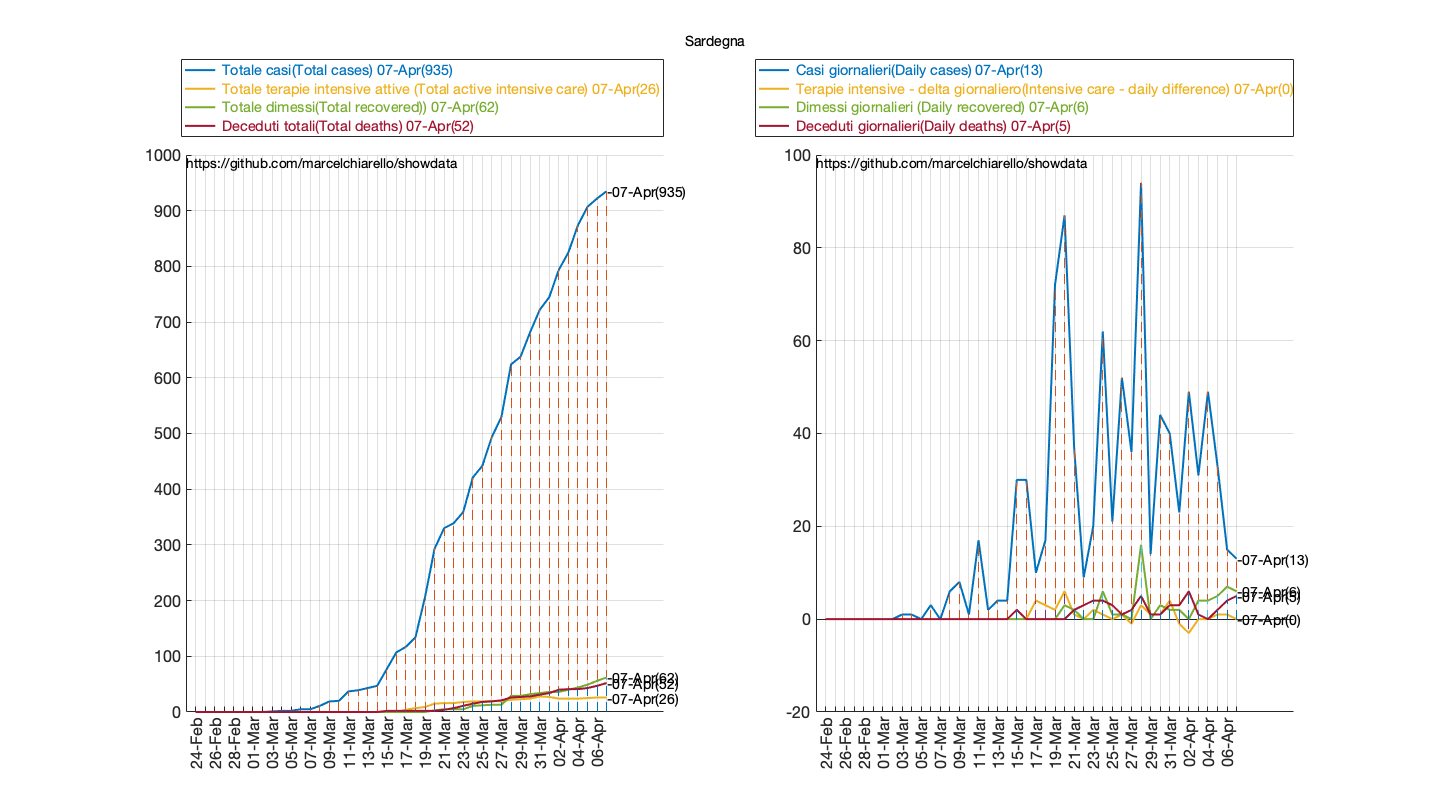 Sardegna
Totale casi(Total cases) 07-Apr(935)
Totale terapie intensive attive (Total active intensive care) 07-Apr(26)
Totale dimessi(Total recovered)) 07-Apr(62)
Deceduti totali(Total deaths) 07-Apr(52)
1000
https://github.com/marcelchiarello/showdata
900
800
700
600
500
400
300
200
100
0
-07-Apr(935)
-07-Apr(62)
-07-Apr(52)
-07-Apr(26)
24-Feb
26-Feb
28-Feb
01-Mar
03-Mar
05-Mar
07-Mar
09-Mar
11-Mar
13-Mar
15-Mar
17-Mar
19-Mar
21-Mar
23-Mar
25-Mar
27-Mar
29-Mar
31-Mar
02-Apr
04-Apr
06-Apr
Casi giornalieri(Daily cases) 07-Apr(13)
Terapie intensive - delta giornaliero(Intensive care - daily difference) 07-Apr(0)
Dimessi giornalieri (Daily recovered) 07-Apr(6)
Deceduti giornalieri(Daily deaths) 07-Apr(5)
100
https://github.com/marcelchiarello/showdata
80
60
40
20
0
-20
-07-Apr(13)
-07-Apr(6)
-07-Apr(5)
-07-Apr(0)
24-Feb
26-Feb
28-Feb
01-Mar
03-Mar
05-Mar
07-Mar
09-Mar
11-Mar
13-Mar
15-Mar
17-Mar
19-Mar
21-Mar
23-Mar
25-Mar
27-Mar
29-Mar
31-Mar
02-Apr
04-Apr
06-Apr